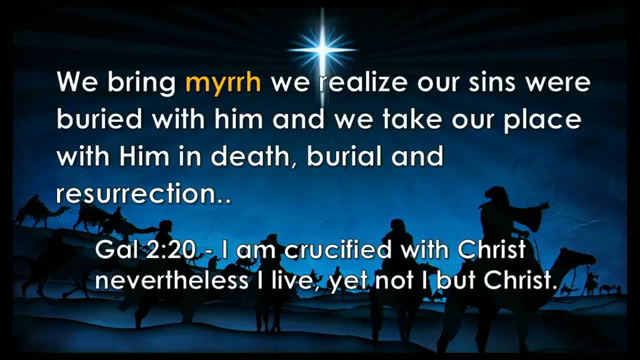 We bring myrrh we realize our sins were
buried with him and we take our place
with Him in death, burial and
resurrection..
Gal 2:20 - I am crucified with Christ
nevertheless I live, yet not I but Christ.